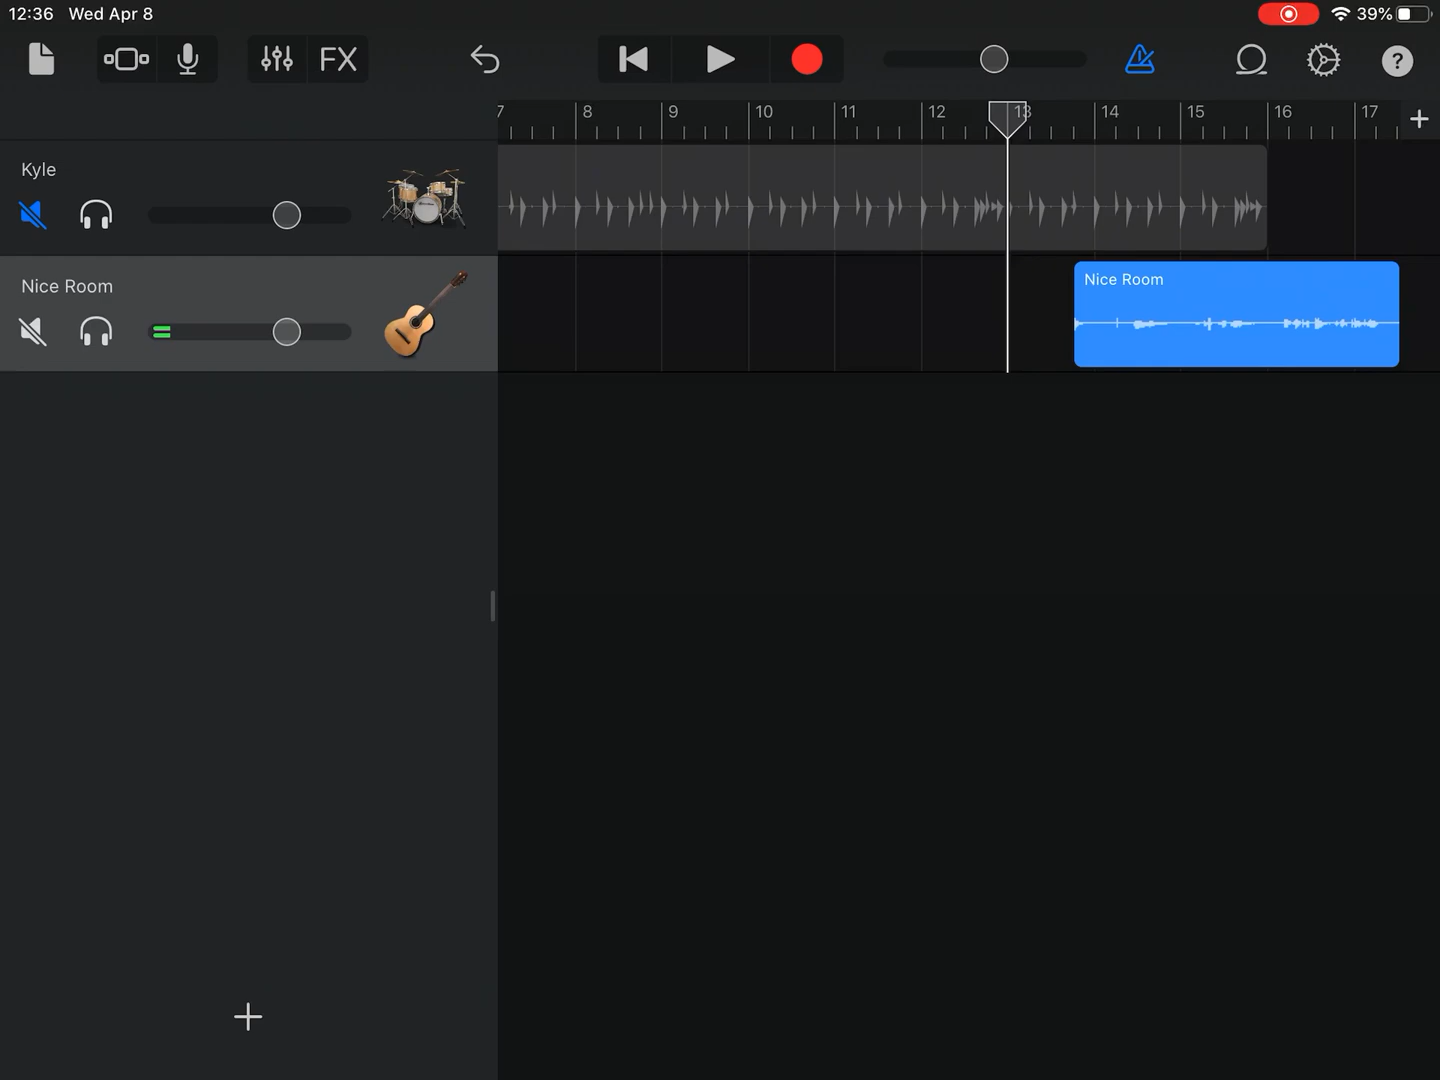 12:36 Wed Apr 8 39%
FX ?
7 8 9 10 11 12 13 14 15 16 17 +
Kyle
Nice Room
Nice Room
+